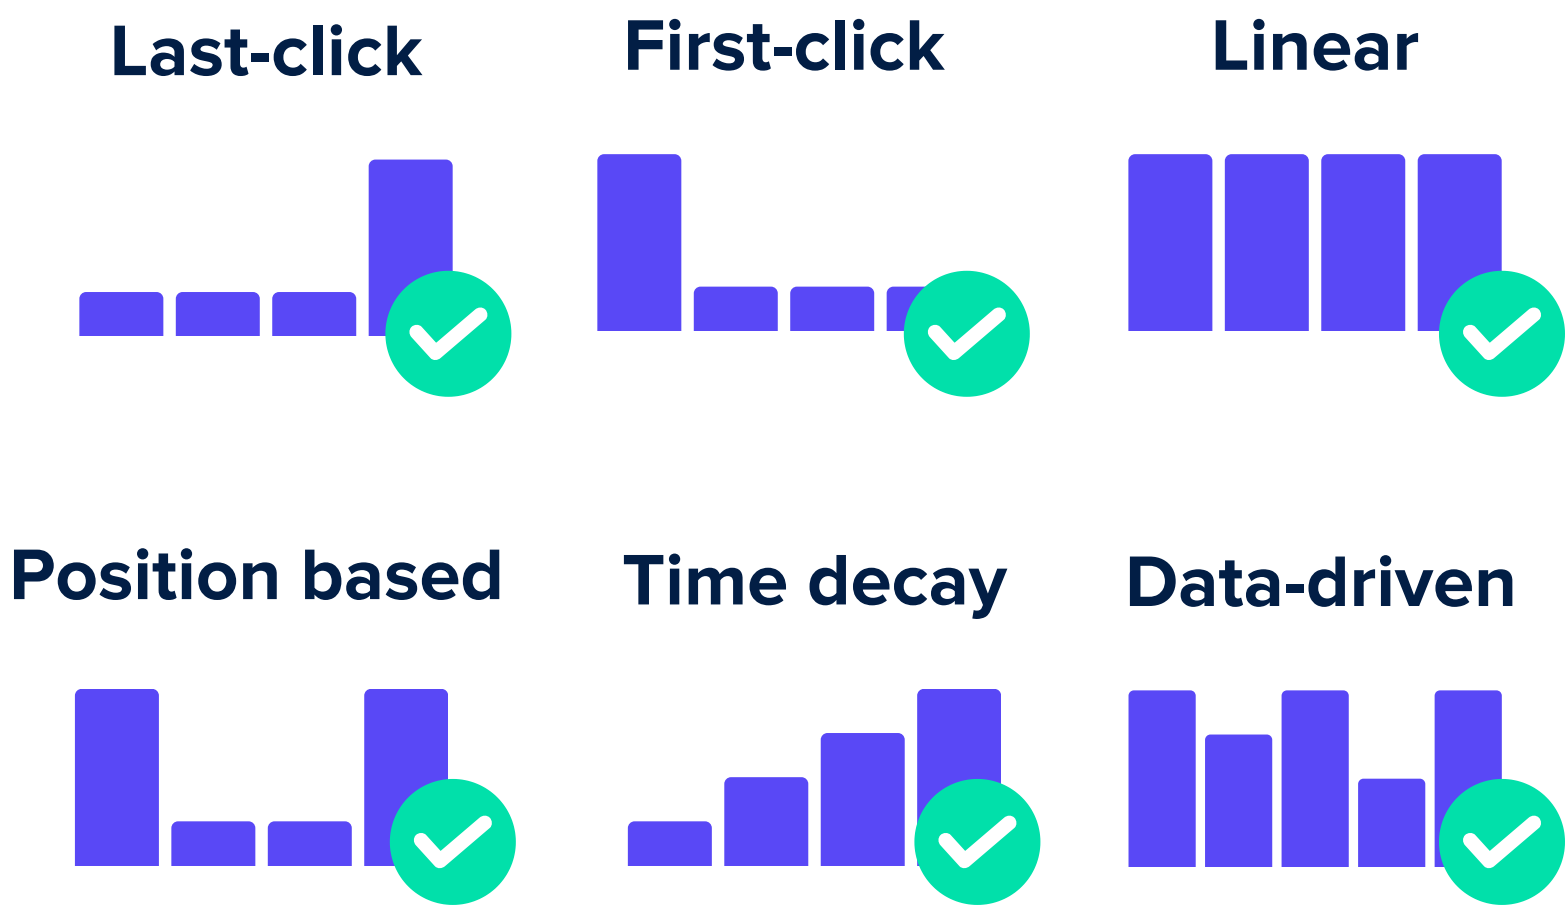 Last-click
First-click
Linear
Position based
Time decay
Data-driven